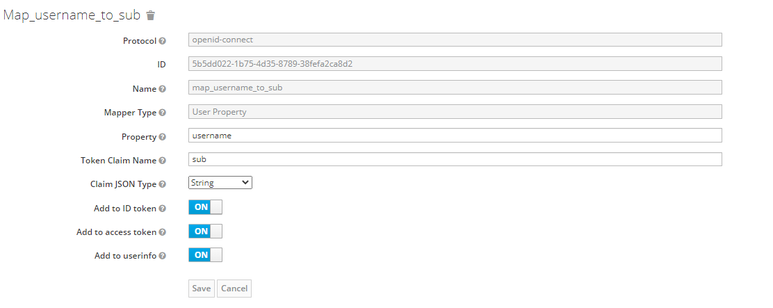 Map_username_to_sub
Protocol openid-connect
ID 5b5dd022-1b75-4d35-8789-38fefa2ca8d2
Name map_username_to_sub
Mapper Type User Property
Property username
Token Claim Name sub
Claim JSON Type String
Add to ID token ON
Add to access token ON
Add to userinfo ON
Save Cancel